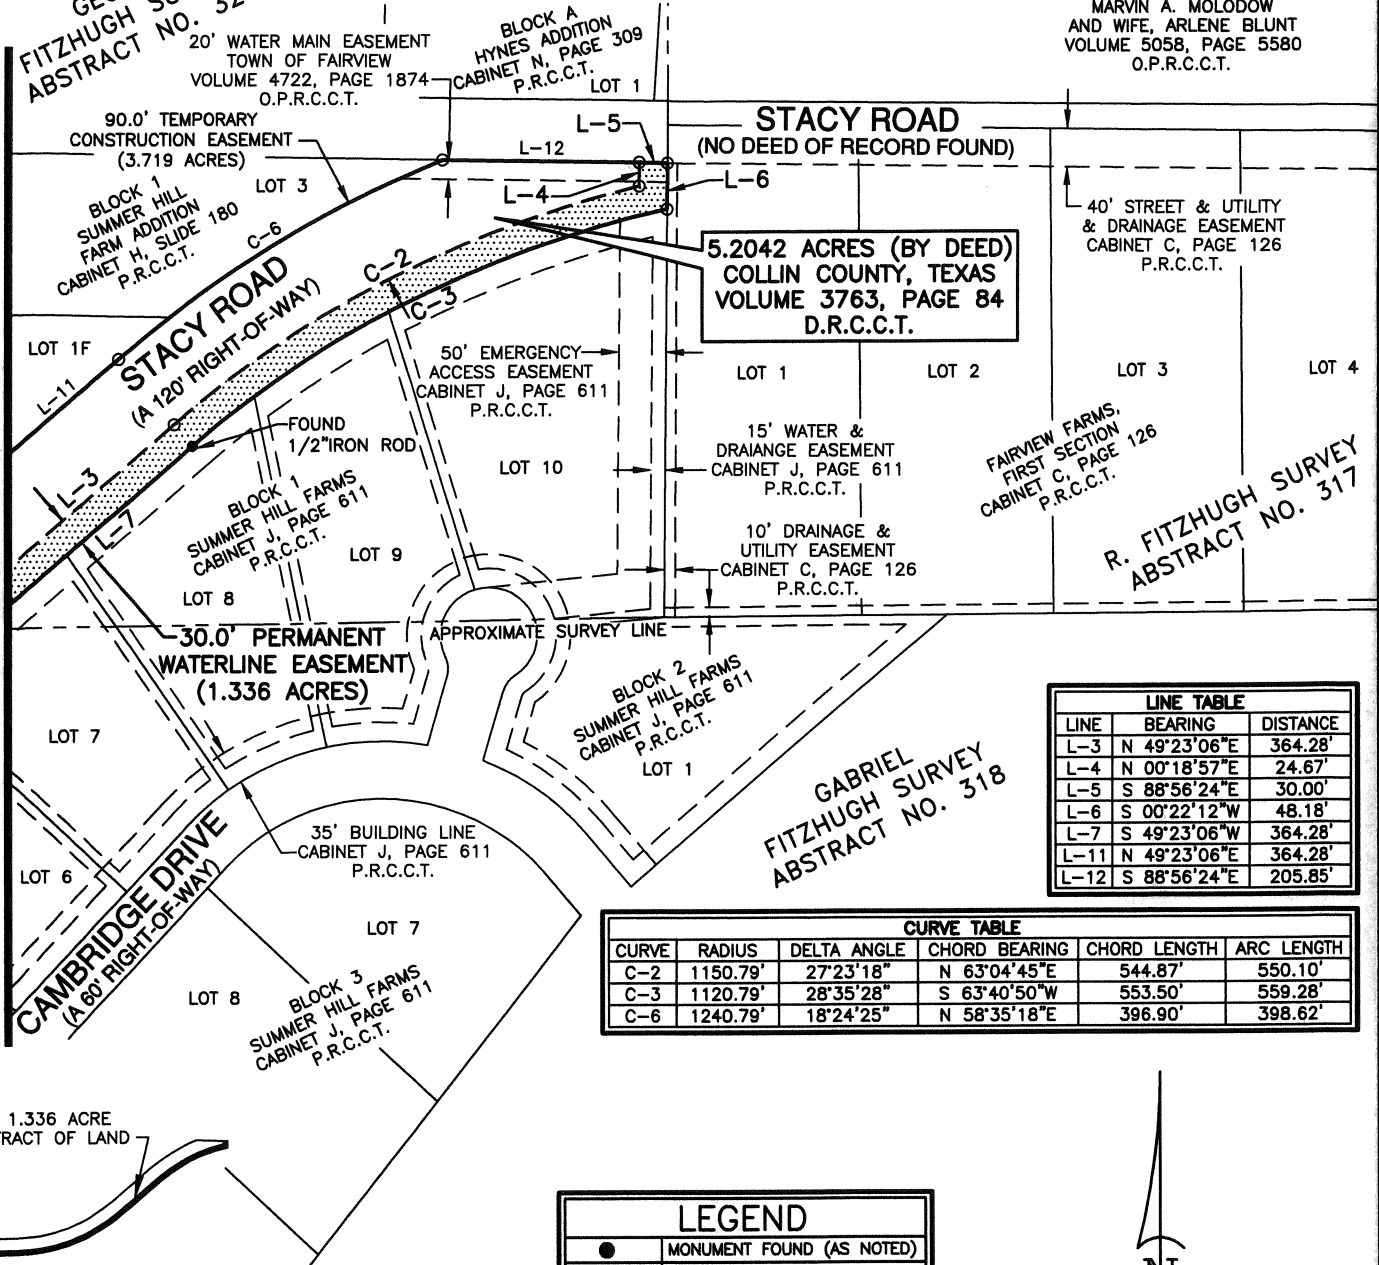 FITZHUGH
ABSTRACT NO.
20' WATER MAIN EASEMENT
TOWN OF FAIRVIEW
VOLUME 4722, PAGE 1874
O.P.R.C.C.T.
BLOCK A
HYNES ADDITION
CABINET N, PAGE 309
P.R.C.C.T.
LOT 1
MARVIN A. MOLODOW
AND WIFE, ARLENE BLUNT
VOLUME 5058, PAGE 5580
O.P.R.C.C.T.
90.0' TEMPORARY
CONSTRUCTION EASEMENT
(3.719 ACRES)
L-5
L-12
STACY ROAD
(NO DEED OF RECORD FOUND)
LOT 3
L-4
L-6
BLOCK 1
SUMMER HILL
FARM ADDITION
CABINET H, SLIDE 180
P.R.C.C.T.
C-6
40' STREET & UTILITY
& DRAINAGE EASEMENT
CABINET C, PAGE 126
P.R.C.C.T.
5.2042 ACRES (BY DEED)
COLLIN COUNTY, TEXAS
VOLUME 3763, PAGE 84
D.R.C.C.T.
C-2
C-3
STACY ROAD
(A 120' RIGHT-OF-WAY)
LOT 1F
L-11
50' EMERGENCY
ACCESS EASEMENT
CABINET J, PAGE 611
P.R.C.C.T.
LOT 1
LOT 2
LOT 3
LOT 4
FOUND
1/2"IRON ROD
15' WATER &
DRAIANGE EASEMENT
CABINET J, PAGE 611
P.R.C.C.T.
FAIRVIEW FARMS,
FIRST SECTION
CABINET C, PAGE 126
P.R.C.C.T.
LOT 10
L-3
L-7
BLOCK 1
SUMMER HILL FARMS
CABINET J, PAGE 611
P.R.C.C.T.
R. FITZHUGH SURVEY
ABSTRACT NO. 317
10' DRAINAGE &
UTILITY EASEMENT
CABINET C, PAGE 126
P.R.C.C.T.
LOT 9
LOT 8
APPROXIMATE SURVEY LINE
30.0' PERMANENT
WATERLINE EASEMENT
(1.336 ACRES)
BLOCK 2
SUMMER HILL FARMS
CABINET J, PAGE 611
P.R.C.C.T.
LOT 1
LOT 7
GABRIEL
FITZHUGH SURVEY
ABSTRACT NO. 318
LINE TABLE
LINE BEARING DISTANCE
L-3 N 49°23'06"E 364.28'
L-4 N 00°18'57"E 24.67'
L-5 S 88°56'24"E 30.00'
L-6 S 00°22'12"W 48.18'
L-7 S 49°23'06"W 364.28'
L-11 N 49°23'06"E 364.28'
L-12 S 88°56'24"E 205.85'
35' BUILDING LINE
CABINET J, PAGE 611
P.R.C.C.T.
LOT 6
CAMBRIDGE DRIVE
(A 60' RIGHT-OF-WAY)
LOT 7
LOT 8
BLOCK 3
SUMMER HILL FARMS
CABINET J, PAGE 611
P.R.C.C.T.
CURVE TABLE
CURVE RADIUS DELTA ANGLE CHORD BEARING CHORD LENGTH ARC LENGTH
C-2 1150.79' 27°23'18" N 63°04'45"E 544.87' 550.10'
C-3 1120.79' 28°35'28" S 63°40'50"W 553.50' 559.28'
C-6 1240.79' 18°24'25" N 58°35'18"E 396.90' 398.62'
1.336 ACRE
TRACT OF LAND
LEGEND
MONUMENT FOUND (AS NOTED)
N